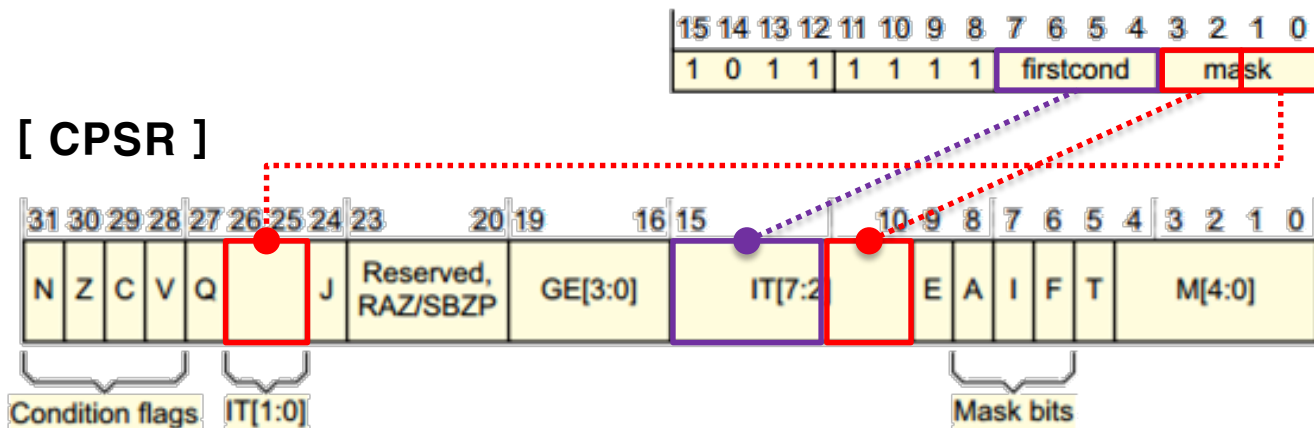 15 14 13 12 11 10 9 8 7 6 5 4 3 2 1 0
1 0 1 1 1 1 1 1 firstcond mask
[ CPSR ]
31 30 29 28 27 26 25 24 23 20 19 16 15 10 9 8 7 6 5 4 3 2 1 0
N Z C V Q J Reserved, RAZ/SBZP GE[3:0] IT[7:2 E A I F T M[4:0]
Condition flags IT[1:0] Mask bits